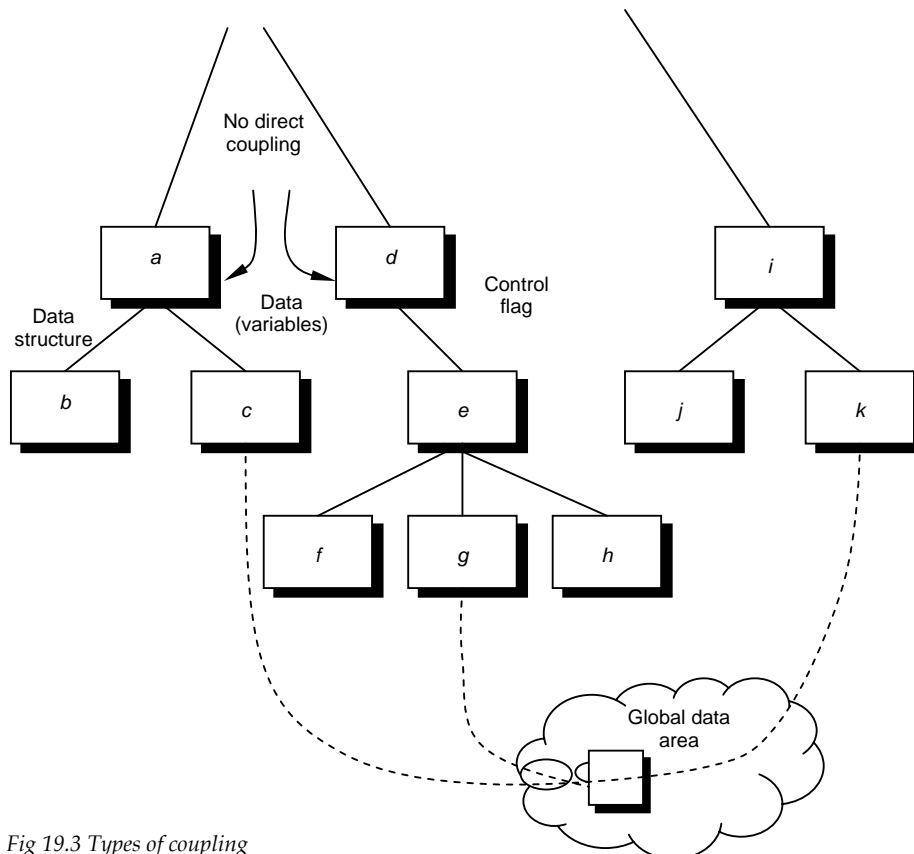 No direct
coupling
a
d
i
Control
flag
Data
(variables)
Data
structure
b
c
e
j
k
f
g
h
Global data
area
Fig 19.3 Types of coupling